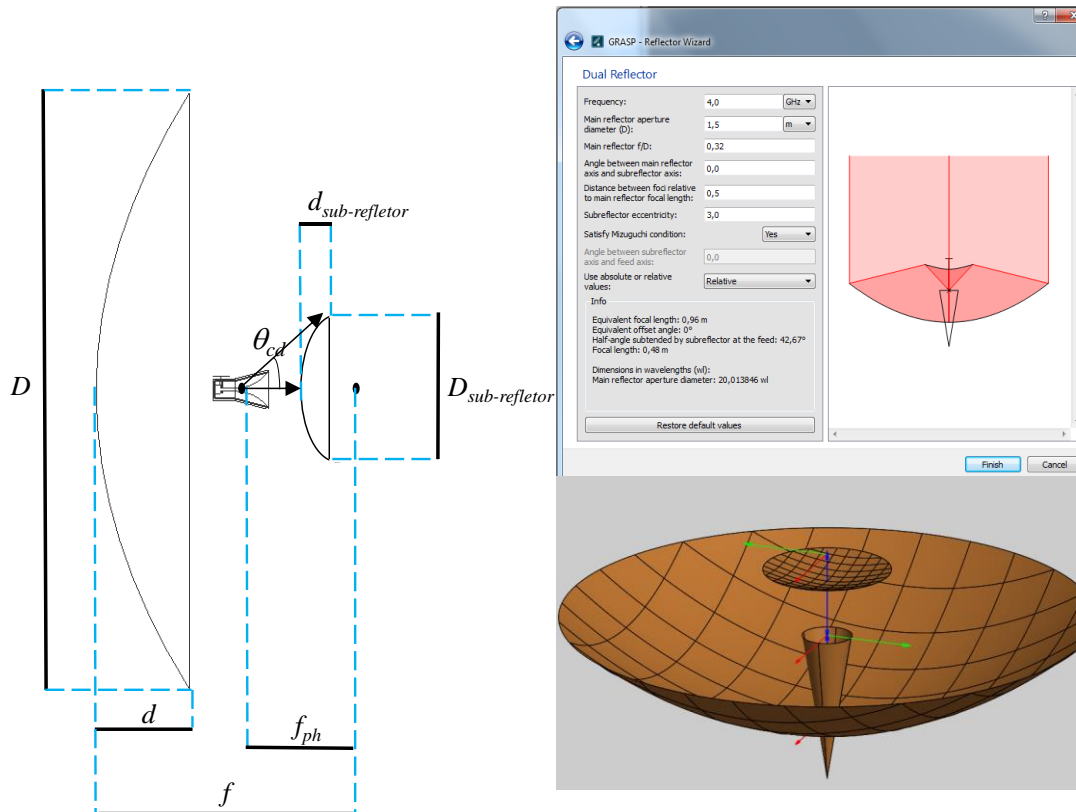 D
d
f
f_ph
θ_cd
d_sub-refletor
D_sub-refletor
GRASP - Reflector Wizard
Dual Reflector
Frequency: 4,0 GHz
Main reflector aperture
diameter (D): 1,5 m
Main reflector f/D: 0,32
Angle between main reflector
axis and subreflector axis: 0,0
Distance between foci relative
to main reflector focal length: 0,5
Subreflector eccentricity: 3,0
Satisfy Mizuguchi condition: Yes
Angle between subreflector
axis and feed axis: 0,0
Use absolute or relative
values: Relative
Info
Equivalent focal length: 0,96 m
Equivalent offset angle: 0°
Half-angle subtended by subreflector at the feed: 42,67°
Focal length: 0,48 m
Dimensions in wavelengths (wl):
Main reflector aperture diameter: 20,013846 wl
Restore default values
Finish
Cancel